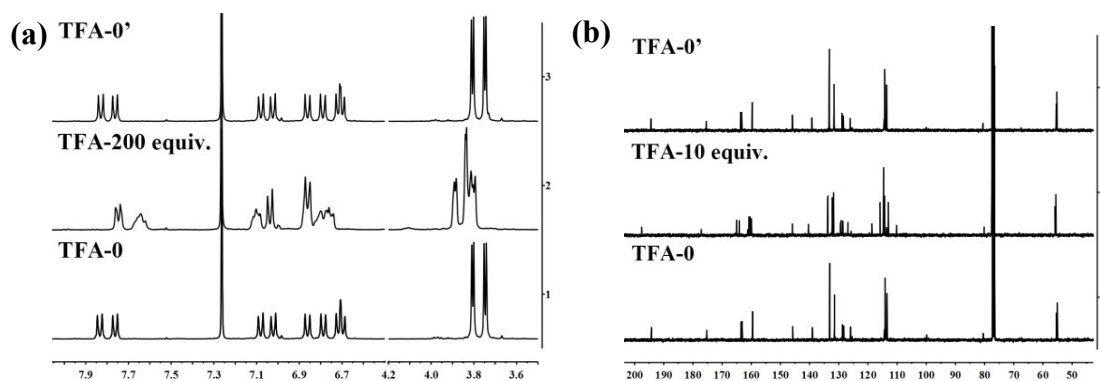 (a)
TFA-0’
TFA-200 equiv.
TFA-0
3
2
1
7.9 7.7 7.5 7.3 7.1 6.9 6.7 4.2 4.0 3.8 3.6
(b)
TFA-0’
TFA-10 equiv.
TFA-0
200 190 180 170 160 150 140 130 120 110 100 90 80 70 60 50